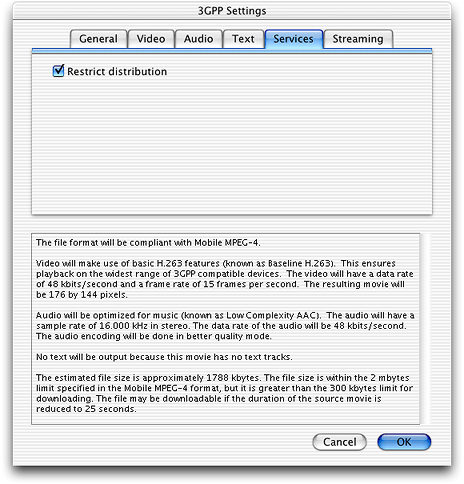 3GPP Settings
General Video Audio Text Services Streaming
Restrict distribution
The file format will be compliant with Mobile MPEG-4.
Video will make use of basic H.263 features (known as Baseline H.263). This ensures
playback on the widest range of 3GPP compatible devices. The video will have a data rate
of 48 kbits/second and a frame rate of 15 frames per second. The resulting movie will
be 176 by 144 pixels.
Audio will be optimized for music (known as Low Complexity AAC). The audio will have a
sample rate of 16.000 kHz in stereo. The data rate of the audio will be 48 kbits/second.
The audio encoding will be done in better quality mode.
No text will be output because this movie has no text tracks.
The estimated file size is approximately 1788 kbytes. The file size is within the 2 mbytes
limit specified in the Mobile MPEG-4 format, but it is greater than the 300 kbytes limit for
downloading. The file may be downloadable if the duration of the source movie is
reduced to 25 seconds.
Cancel OK